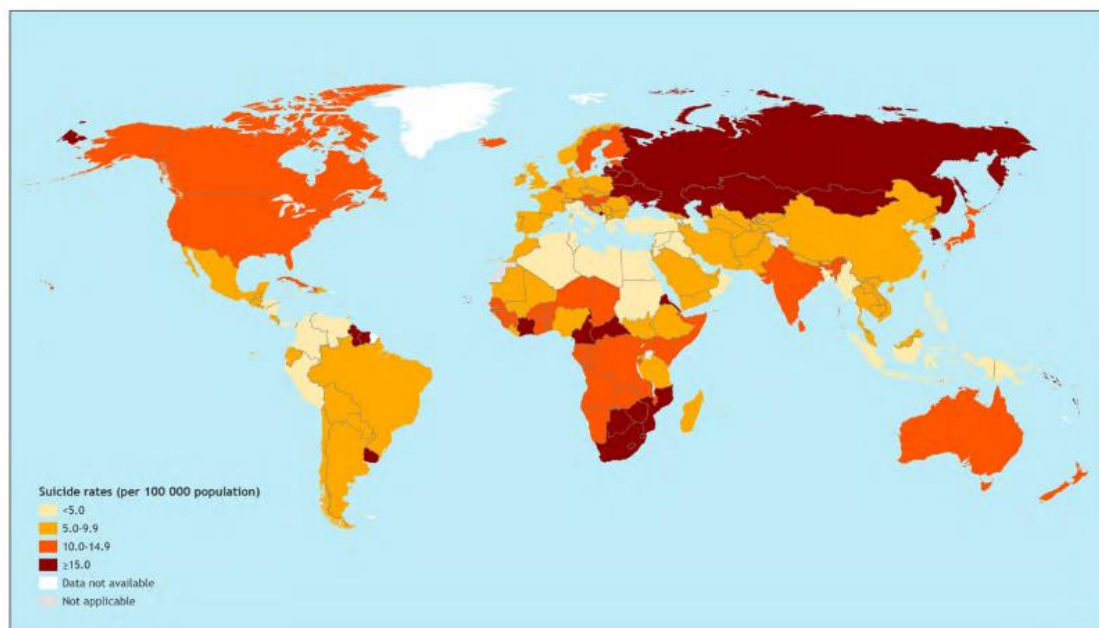 Suicide rates (per 100 000 population)
<5.0
5.0-9.9
10.0-14.9
≥15.0
Data not available
Not applicable